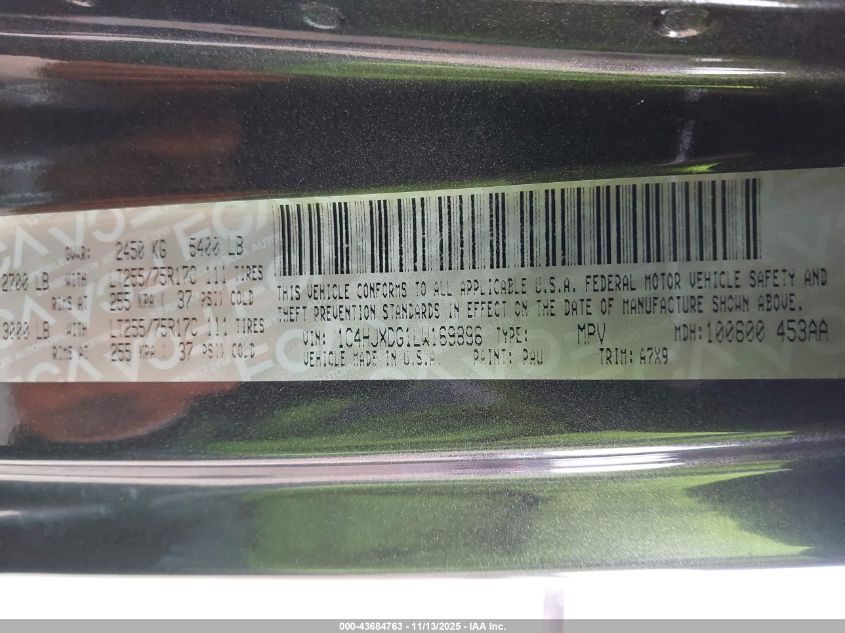 GVWR: 2450 KG 5400 LB
2700 LB WITH LT255/75R17C 111 TIRES
RIMS AT 255 KPA ( 37 PSI) COLD
3000 LB WITH LT255/75R17C 111 TIRES
RIMS AT 255 KPA ( 37 PSI) COLD
THIS VEHICLE CONFORMS TO ALL APPLICABLE U.S.A. FEDERAL MOTOR VEHICLE SAFETY AND
THEFT PREVENTION STANDARDS IN EFFECT ON THE DATE OF MANUFACTURE SHOWN ABOVE.
VIN: 1C4HJXDG1LW169896 TYPE: MPV MDH: 100600 453AA
VEHICLE MADE IN U.S.A. PAINT: PAU TRIM: A7X9
000-43684763 - 11/13/2025 - IAA Inc.